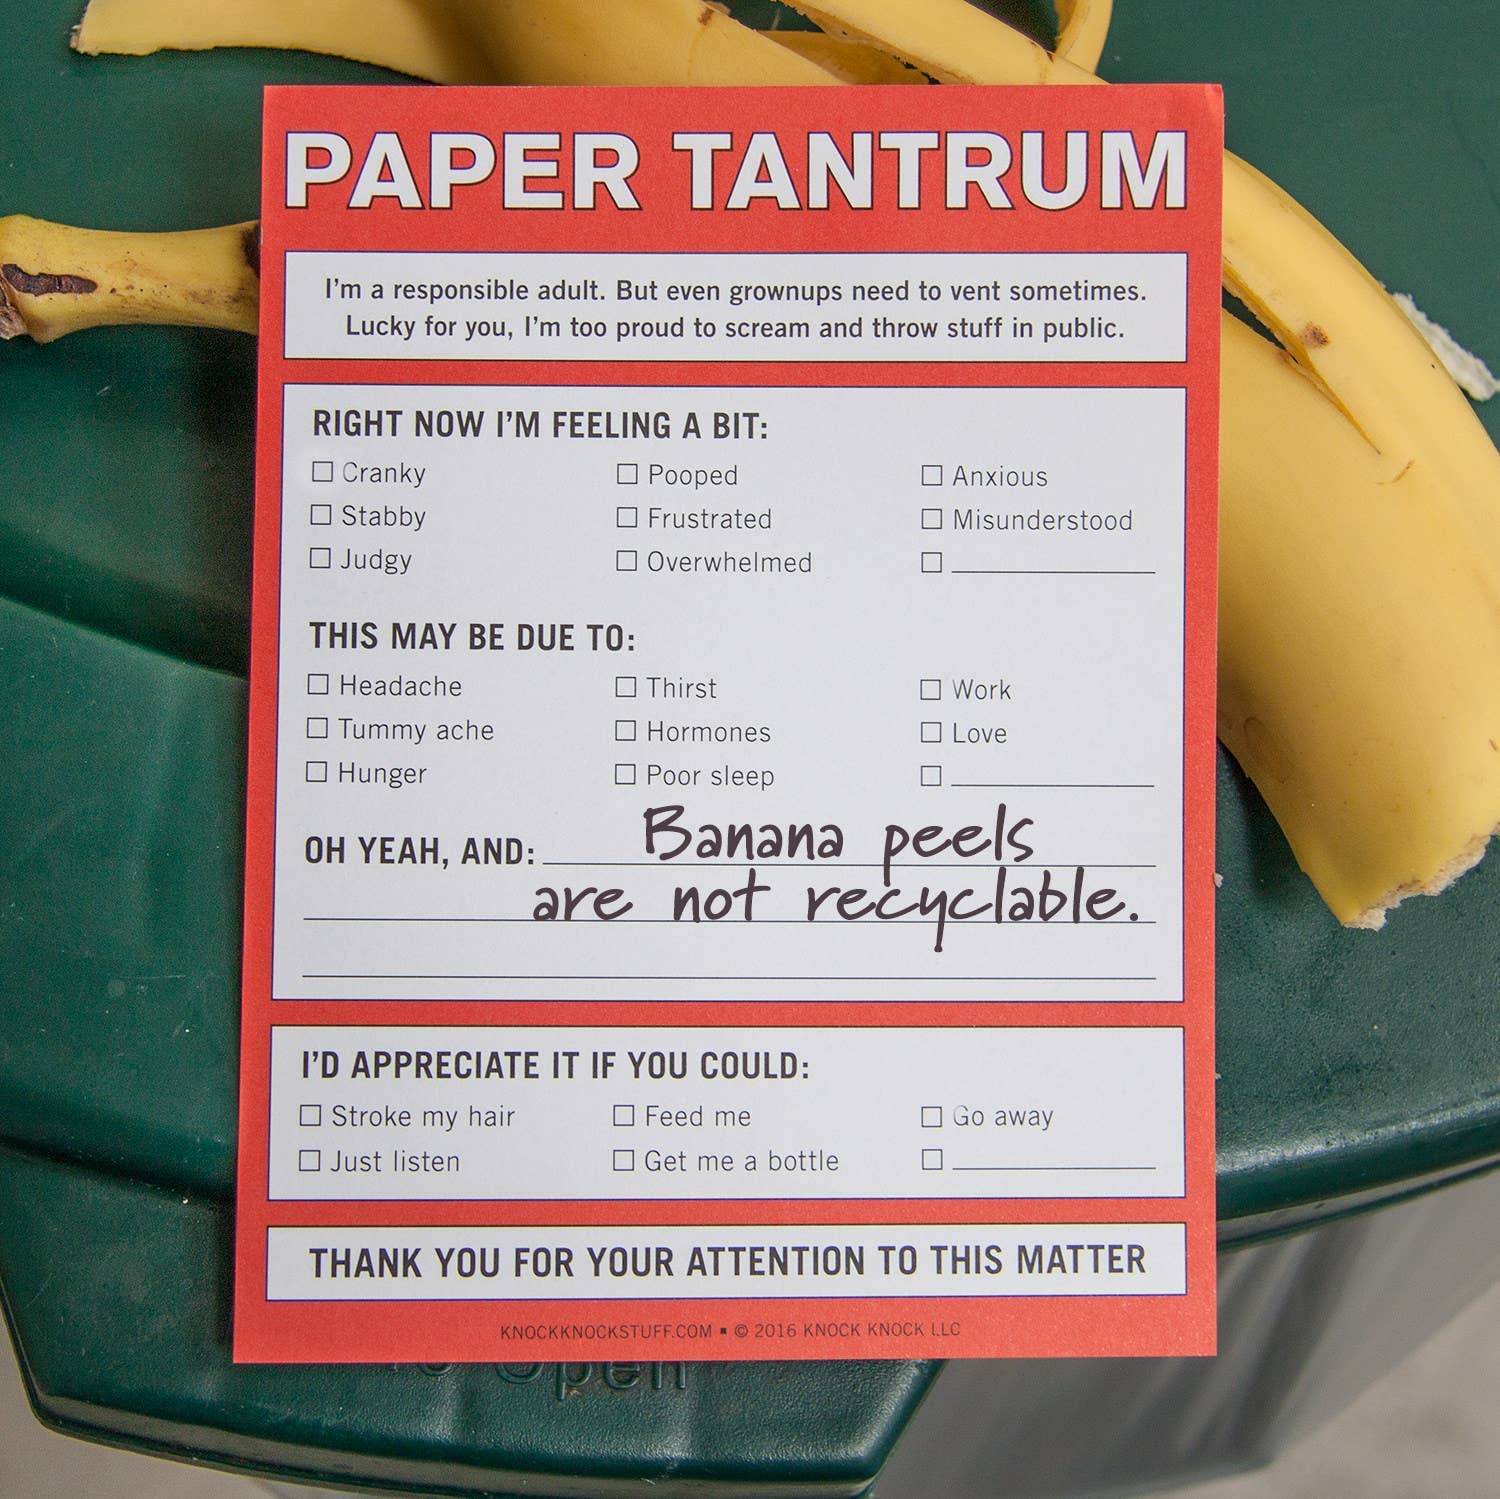 PAPER TANTRUM
I'm a responsible adult. But even grownups need to vent sometimes.
Lucky for you, I'm too proud to scream and throw stuff in public.
RIGHT NOW I'M FEELING A BIT:
☐ Cranky ☐ Pooped ☐ Anxious
☐ Stabby ☐ Frustrated ☐ Misunderstood
☐ Judgy ☐ Overwhelmed ☐
THIS MAY BE DUE TO:
☐ Headache ☐ Thirst ☐ Work
☐ Tummy ache ☐ Hormones ☐ Love
☐ Hunger ☐ Poor sleep ☐
OH YEAH, AND: Banana peels
are not recyclable.
I'D APPRECIATE IT IF YOU COULD:
☐ Stroke my hair ☐ Feed me ☐ Go away
☐ Just listen ☐ Get me a bottle ☐
THANK YOU FOR YOUR ATTENTION TO THIS MATTER
KNOCKKNOCKSTUFF.COM ▪ © 2016 KNOCK KNOCK LLC
Open